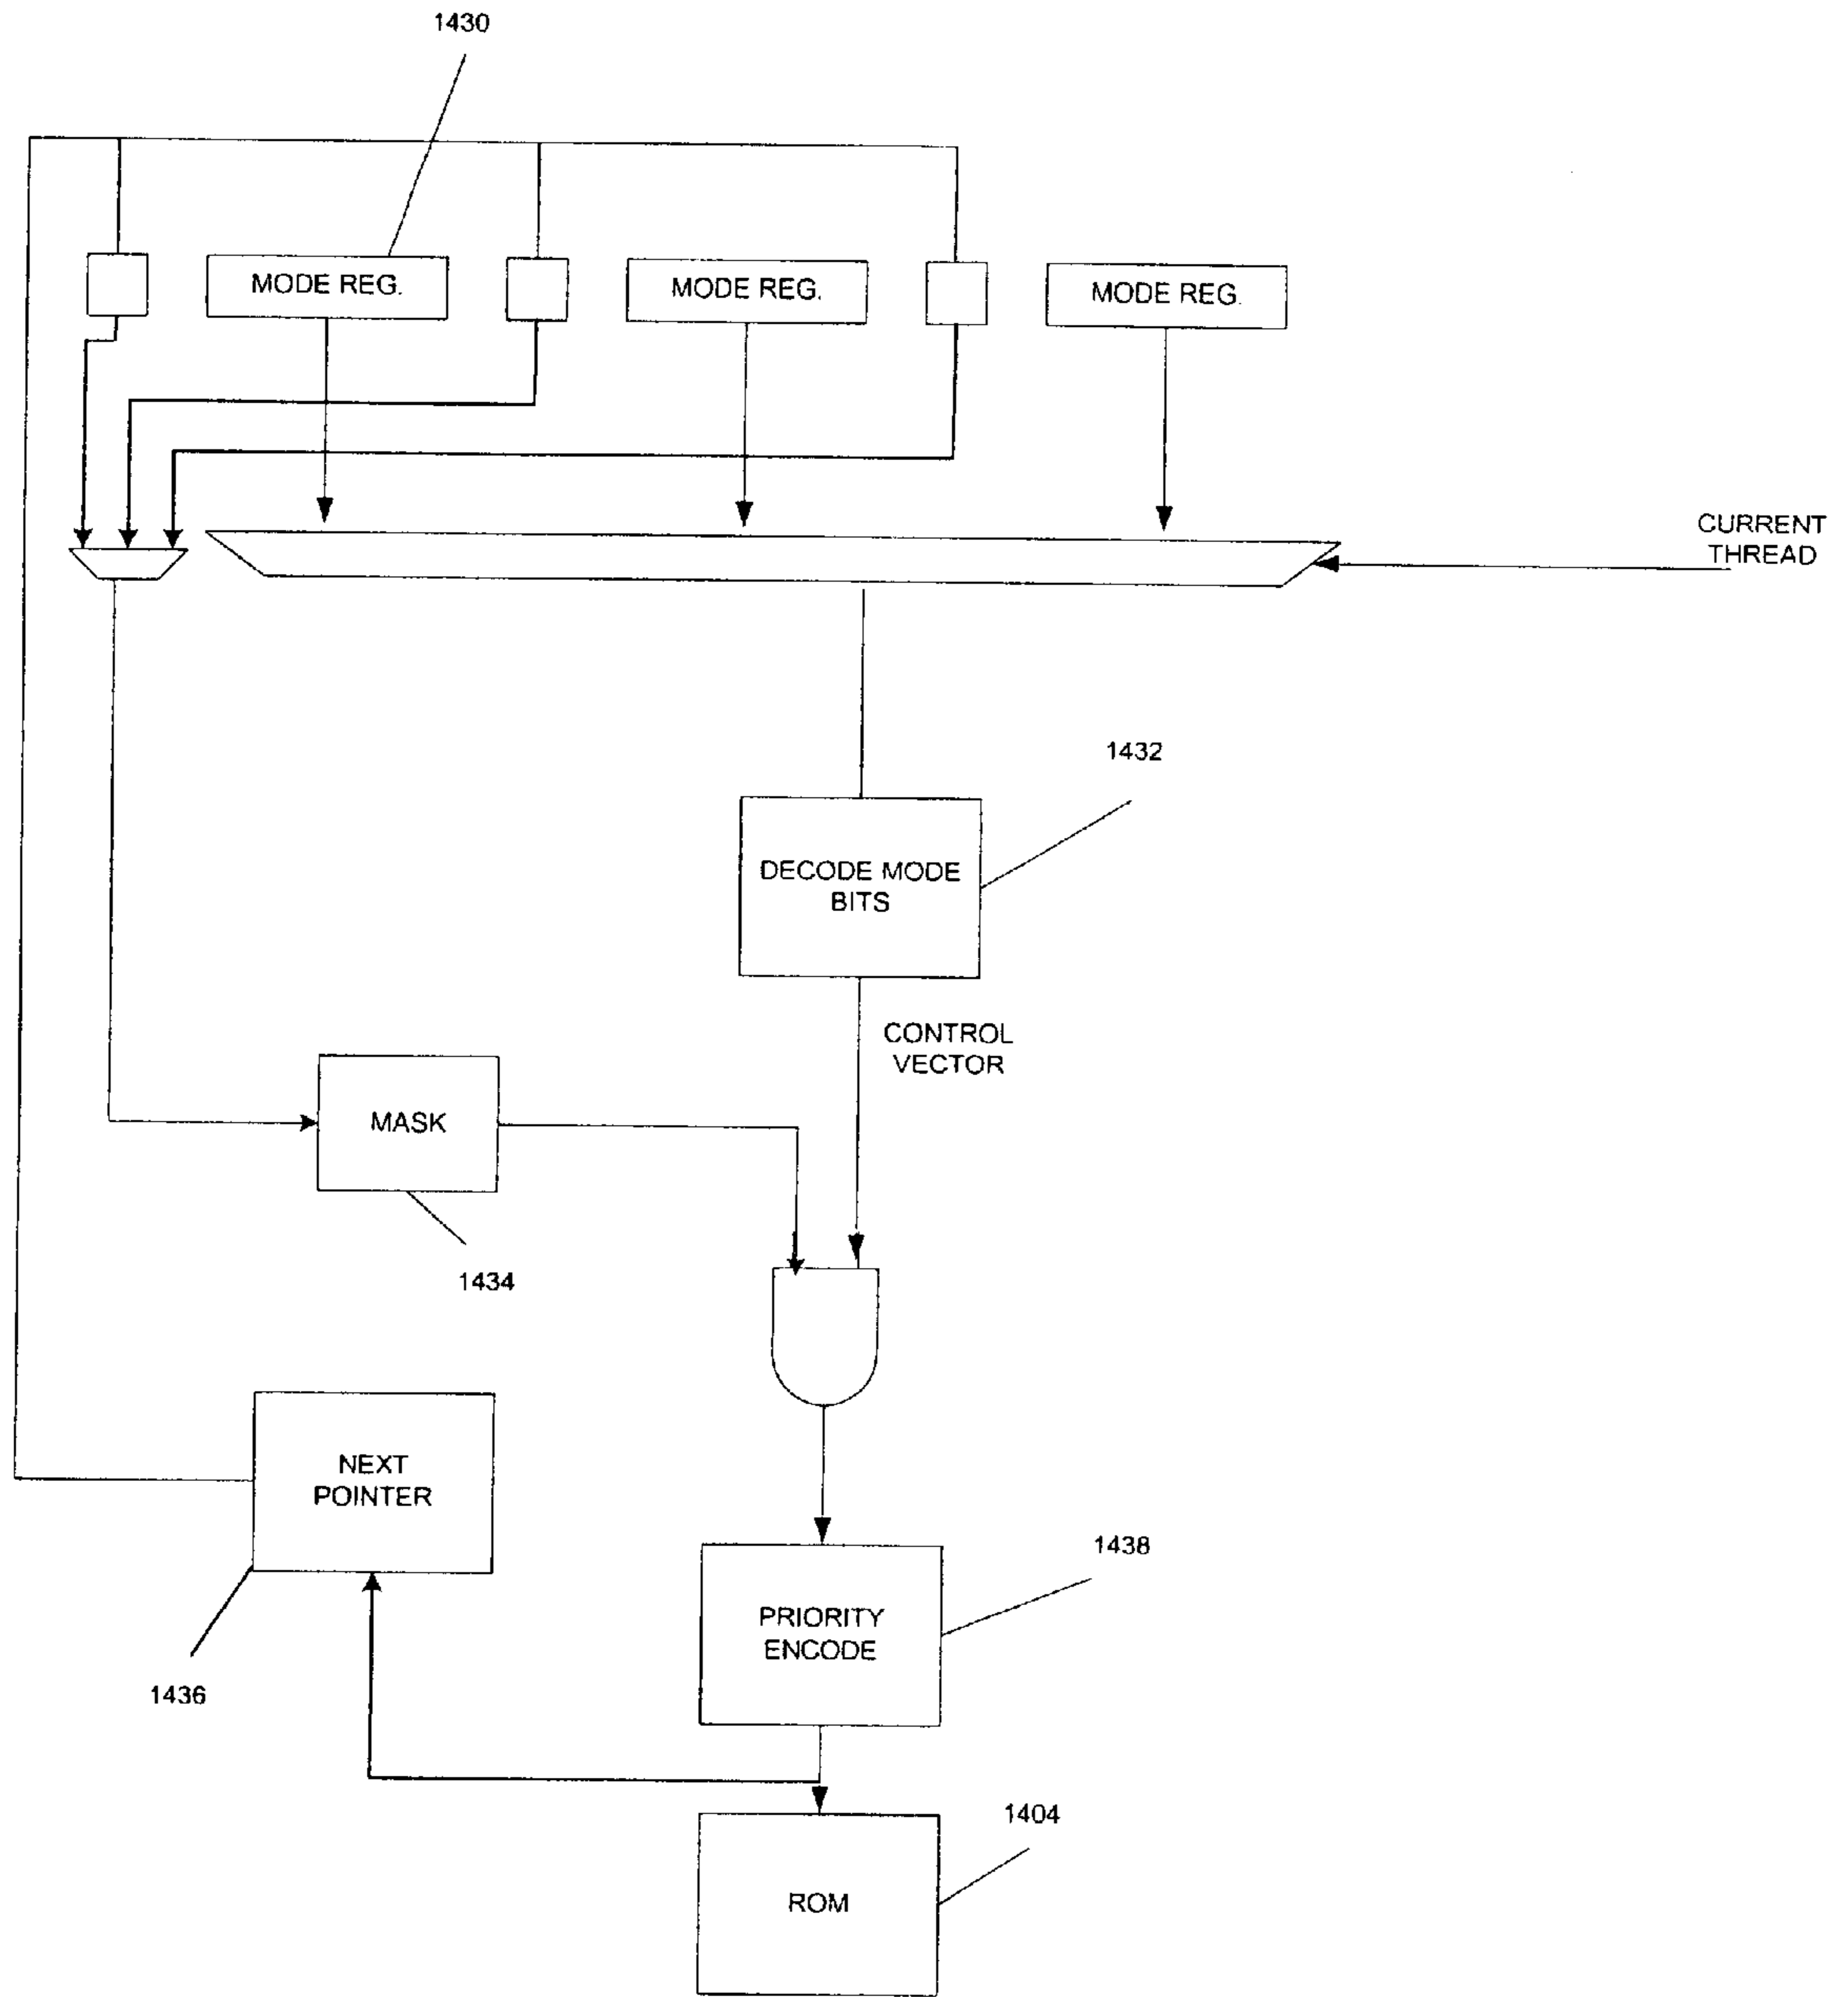 1430
MODE REG.
MODE REG.
MODE REG.
CURRENT
THREAD
1432
DECODE MODE
BITS
CONTROL
VECTOR
MASK
1434
NEXT
POINTER
1438
PRIORITY
ENCODE
1436
1404
ROM